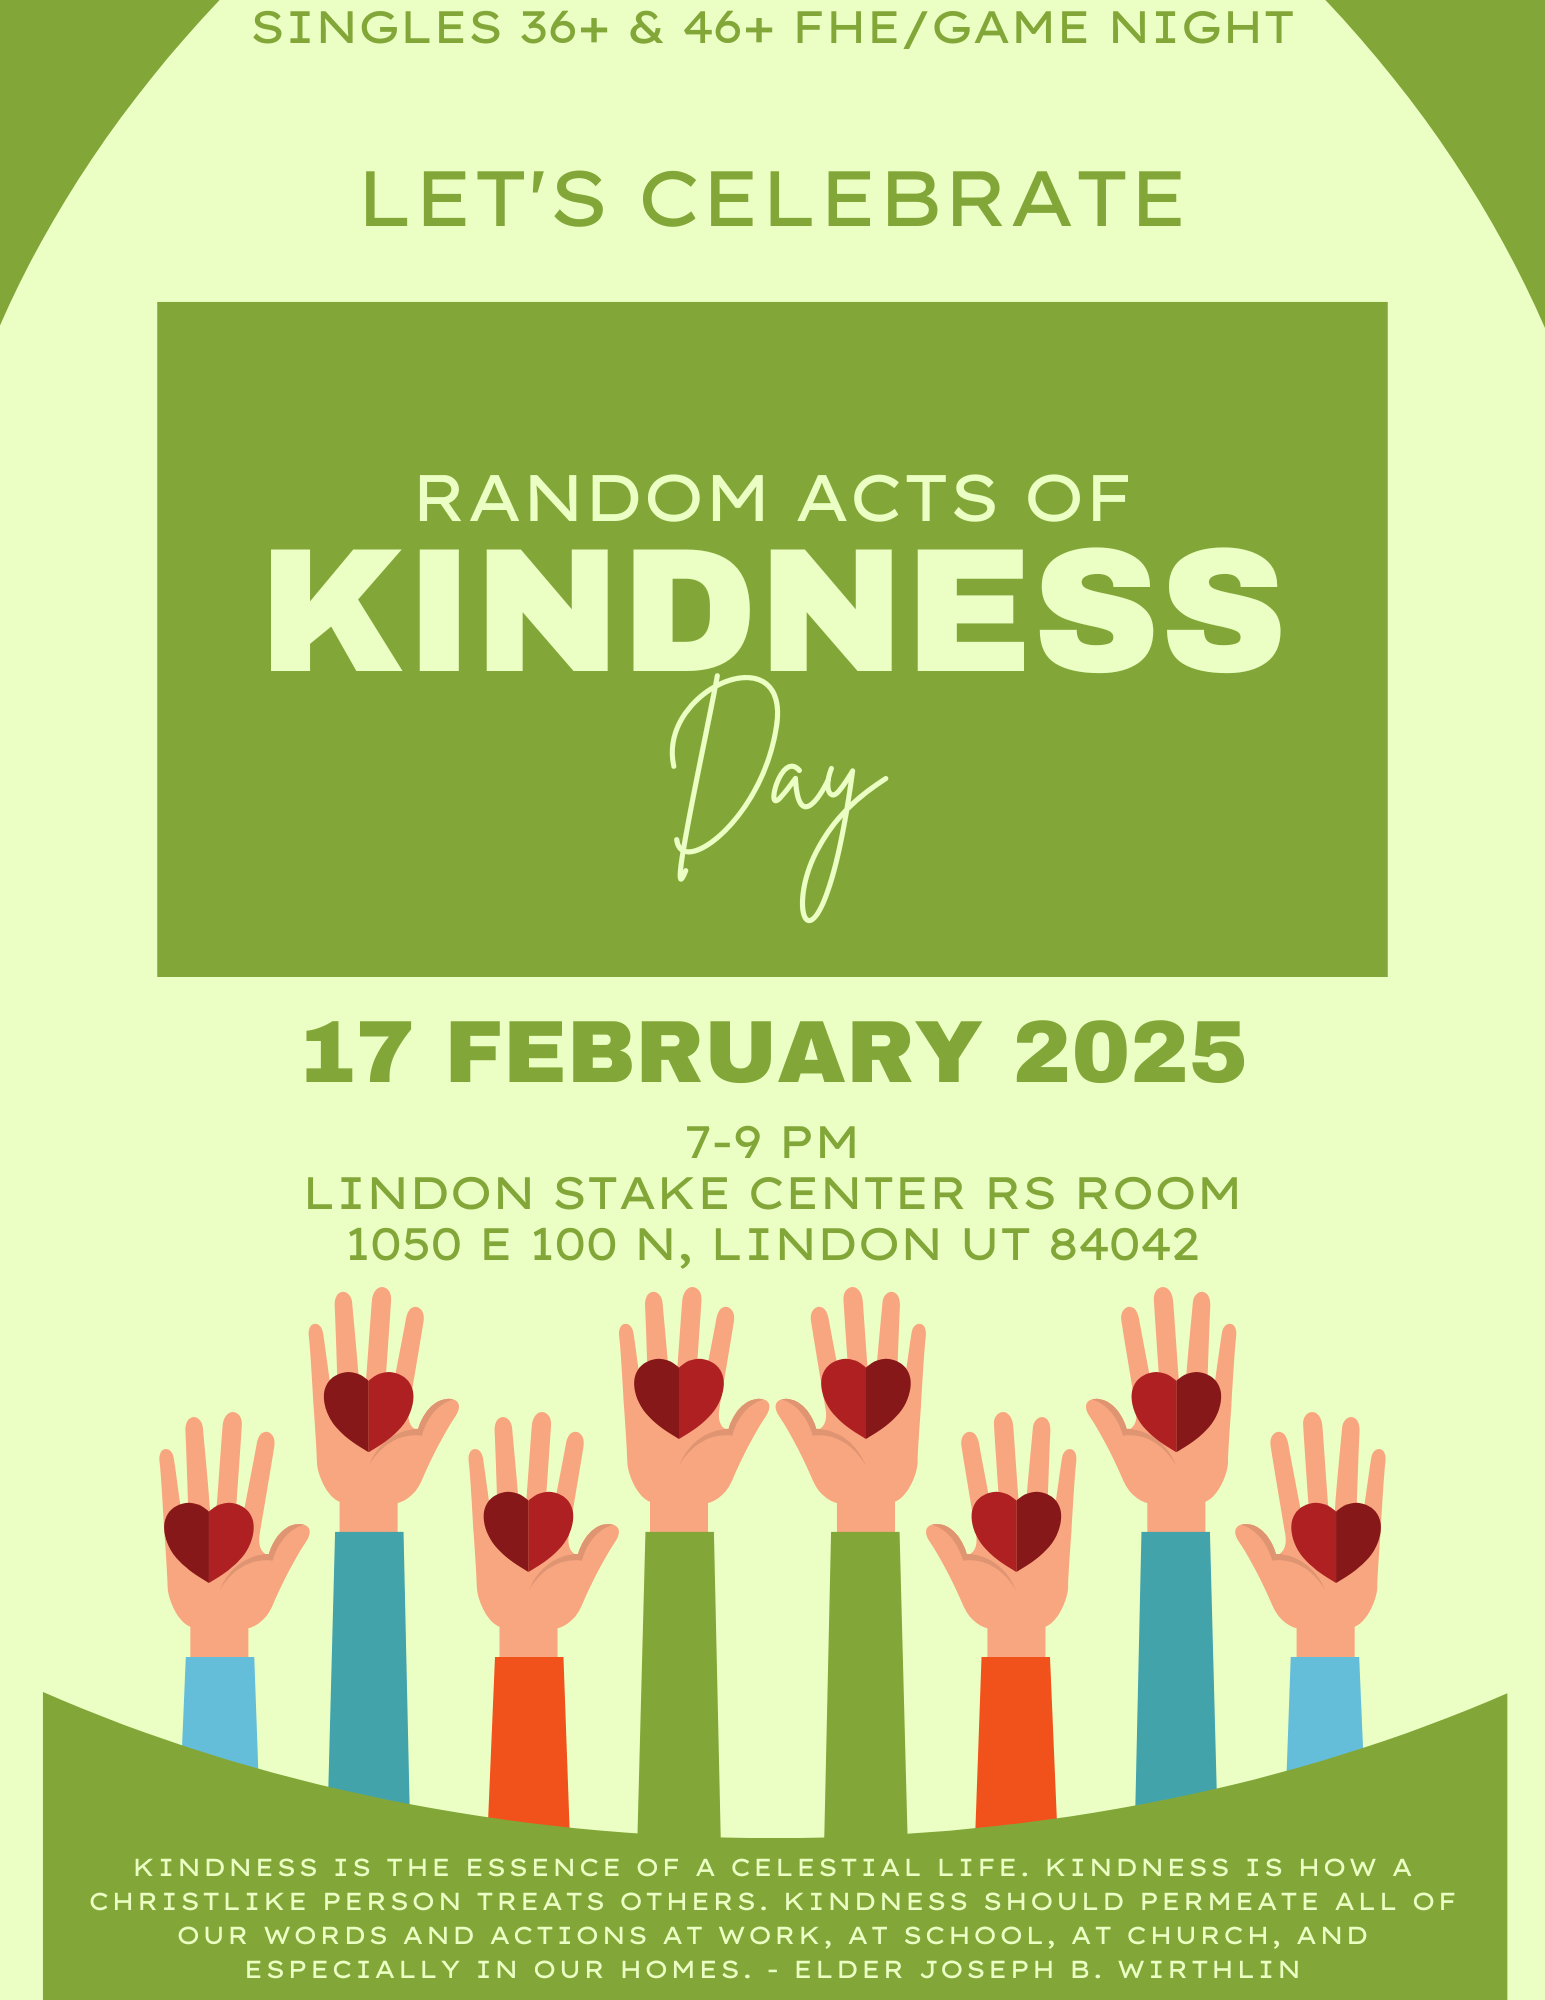 SINGLES 36+ & 46+ FHE/GAME NIGHT
LET'S CELEBRATE
RANDOM ACTS OF
KINDNESS
Day
17 FEBRUARY 2025
7-9 PM
LINDON STAKE CENTER RS ROOM
1050 E 100 N, LINDON UT 84042
KINDNESS IS THE ESSENCE OF A CELESTIAL LIFE. KINDNESS IS HOW A
CHRISTLIKE PERSON TREATS OTHERS. KINDNESS SHOULD PERMEATE ALL OF
OUR WORDS AND ACTIONS AT WORK, AT SCHOOL, AT CHURCH, AND
ESPECIALLY IN OUR HOMES. - ELDER JOSEPH B. WIRTHLIN